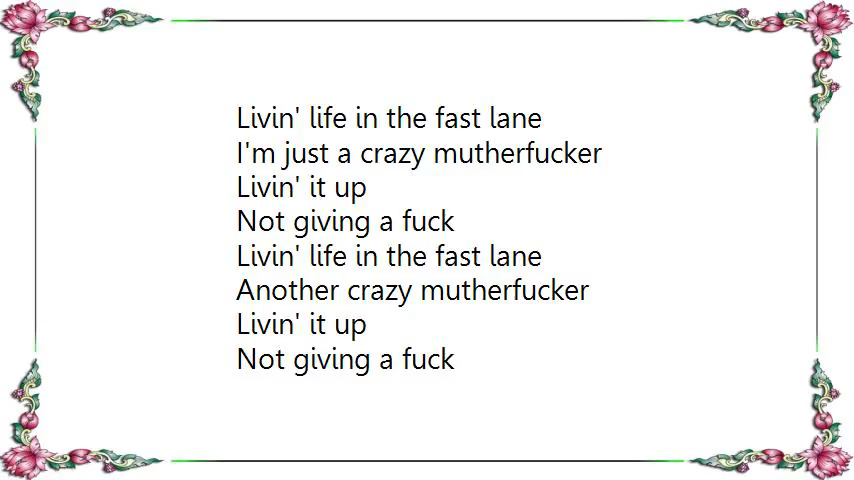 Livin' life in the fast lane
I'm just a crazy mutherfucker
Livin' it up
Not giving a fuck
Livin' life in the fast lane
Another crazy mutherfucker
Livin' it up
Not giving a fuck